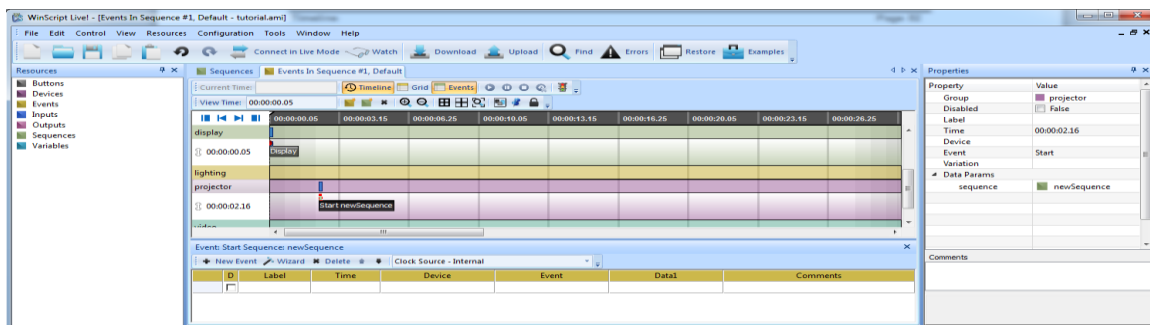 WinScript Live! - [Events In Sequence #1, Default - tutorial.ami]
File Edit Control View Resources Configuration Tools Window Help
Connect in Live Mode Watch Download Upload Find Errors Restore Examples
Resources
Buttons
Devices
Events
Inputs
Outputs
Sequences
Variables
Sequences Events In Sequence #1, Default
Current Time: Timeline Grid Events
View Time: 00:00:00.05
00:00:00.05 00:00:03.15 00:00:06.25 00:00:10.05 00:00:13.15 00:00:16.25 00:00:20.05 00:00:23.15 00:00:26.25
display
00:00:00.05 Display
lighting
projector
00:00:02.16 Start newSequence
Event: Start Sequence: newSequence
New Event Wizard Delete Clock Source - Internal
D Label Time Device Event Data1 Comments
Properties
Property Value
Group projector
Disabled False
Label
Time 00:00:02.16
Device
Event Start
Variation
Data Params
sequence newSequence
Comments